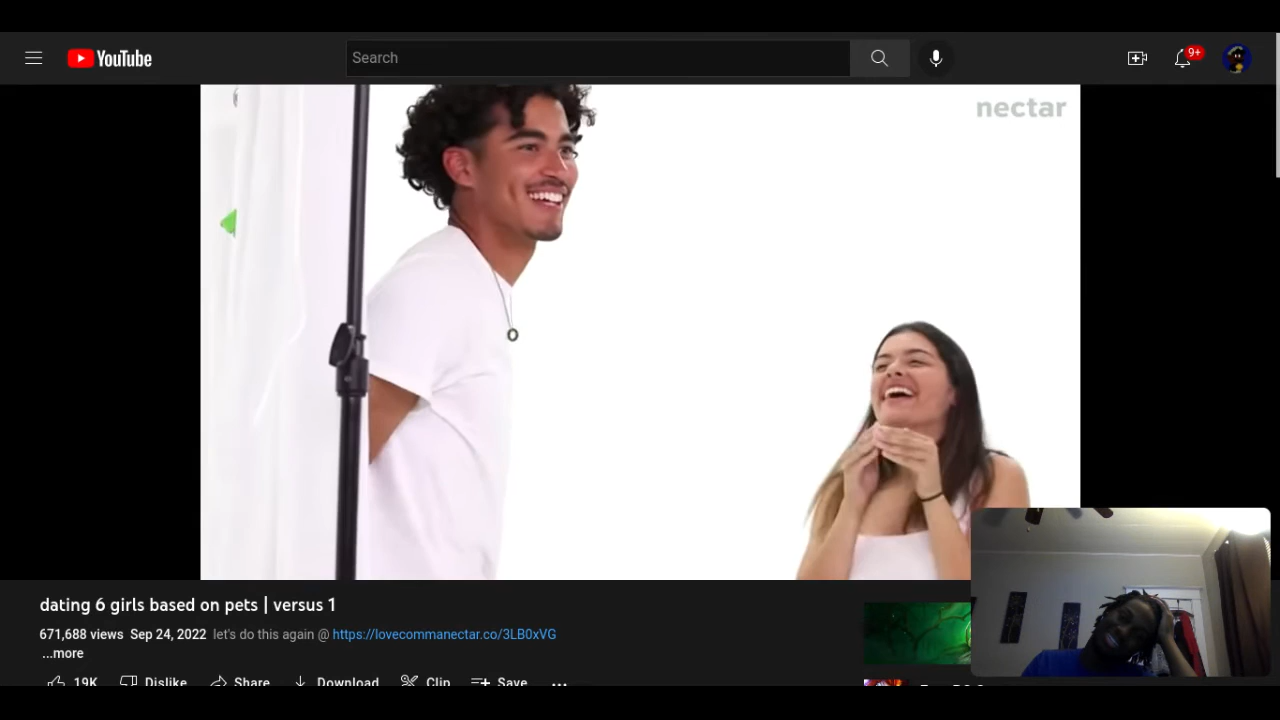 YouTube
Search
9+
nectar
dating 6 girls based on pets | versus 1
671,688 views Sep 24, 2022 let's do this again @ https://lovecommanectar.co/3LB0xVG
...more
19K Dislike Share Download Clip Save